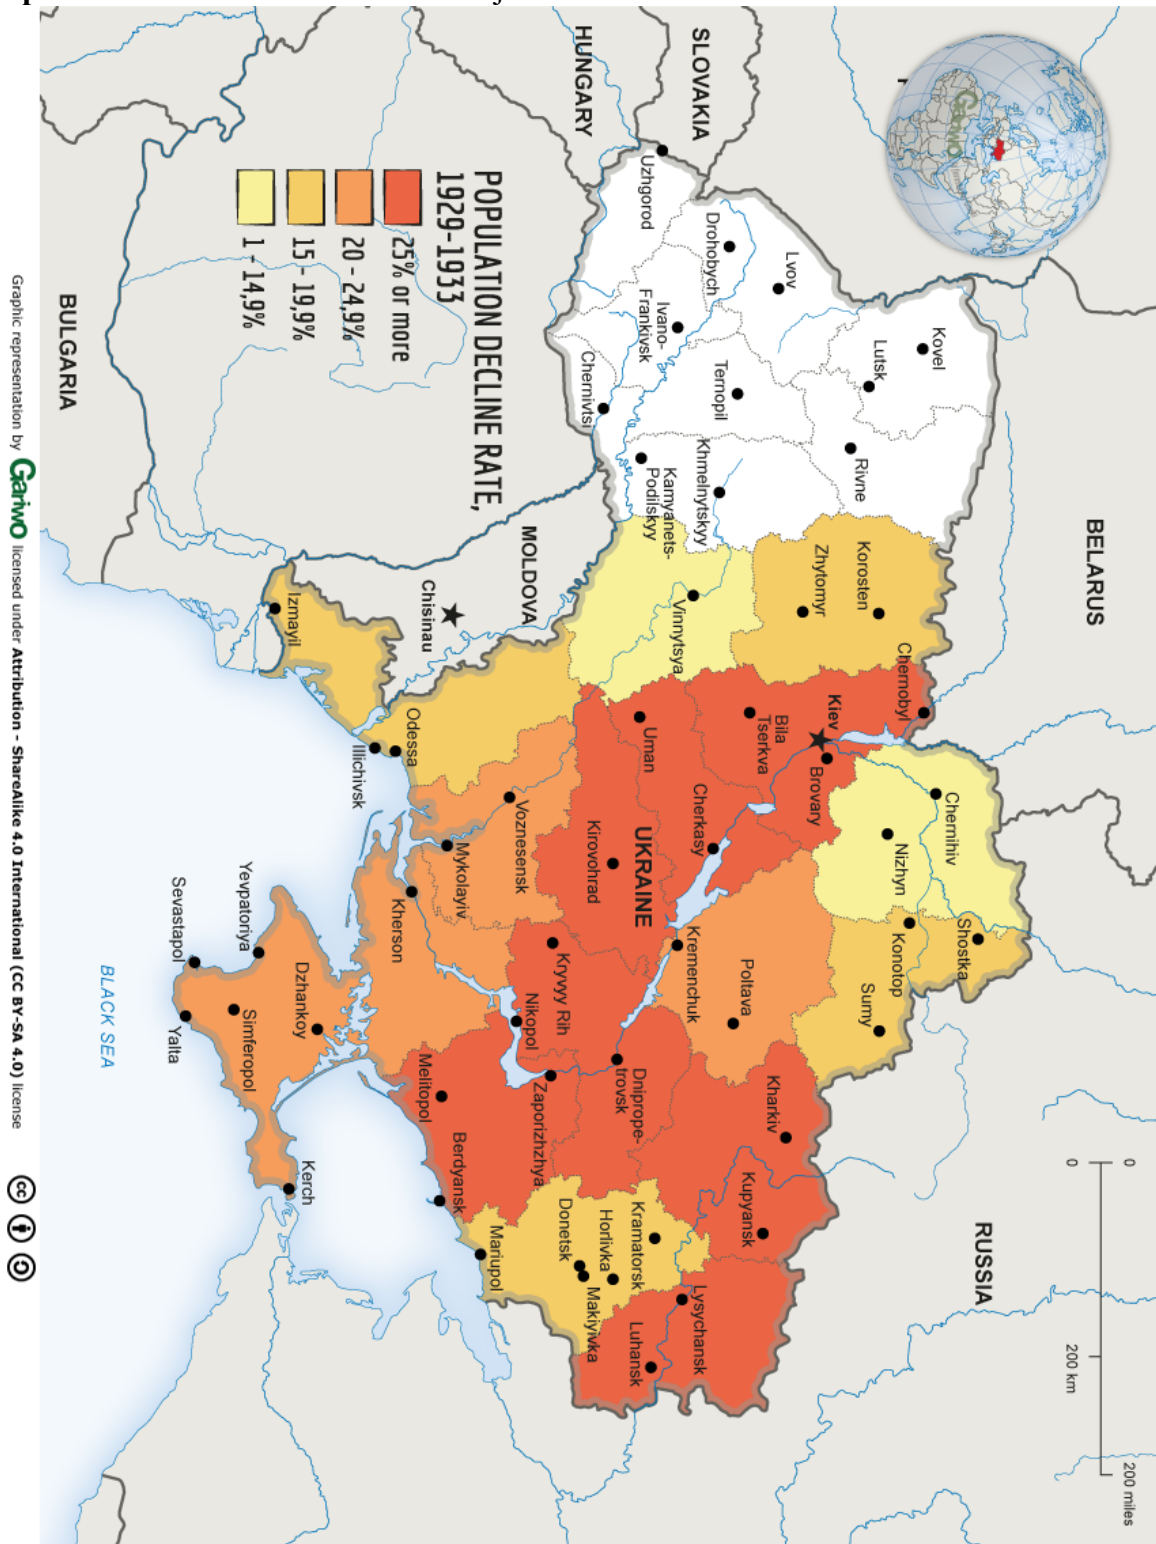 SLOVAKIA
HUNGARY
BELARUS
RUSSIA
MOLDOVA
BULGARIA
UKRAINE
BLACK SEA
POPULATION DECLINE RATE,
1929-1933
25% or more
20 - 24,9%
15 - 19,9%
1 - 14,9%
Gariwo
Uzhgorod
Drohobych
Lvov
Ivano-
Frankivsk
Chernivtsi
Ternopil
Kovel
Lutsk
Rivne
Khmelnytskyy
Kamyanets-
Podilskyy
Korosten
Zhytomyr
Vinnytsya
Chernobyl
Kiev
Brovary
Bila
Tserkva
Uman
Cherkasy
Kirovohrad
Chernihiv
Nizhyn
Konotop
Shostka
Sumy
Poltava
Kremenchuk
Kharkiv
Kupyansk
Dniprope-
trovsk
Kryvyy Rih
Nikopol
Zaporizhzhya
Melitopol
Berdyansk
Kramatorsk
Horlivka
Donetsk
Makiyivka
Mariupol
Lysychansk
Luhansk
Voznesensk
Mykolayiv
Kherson
Odessa
Illichivsk
Izmayil
Chisinau
Yevpatoriya
Sevastapol
Dzhankoy
Simferopol
Yalta
Kerch
0
200 miles
0
200 km
Graphic representation by Gariwo licensed under Attribution - ShareAlike 4.0 International (CC BY-SA 4.0) license
cc